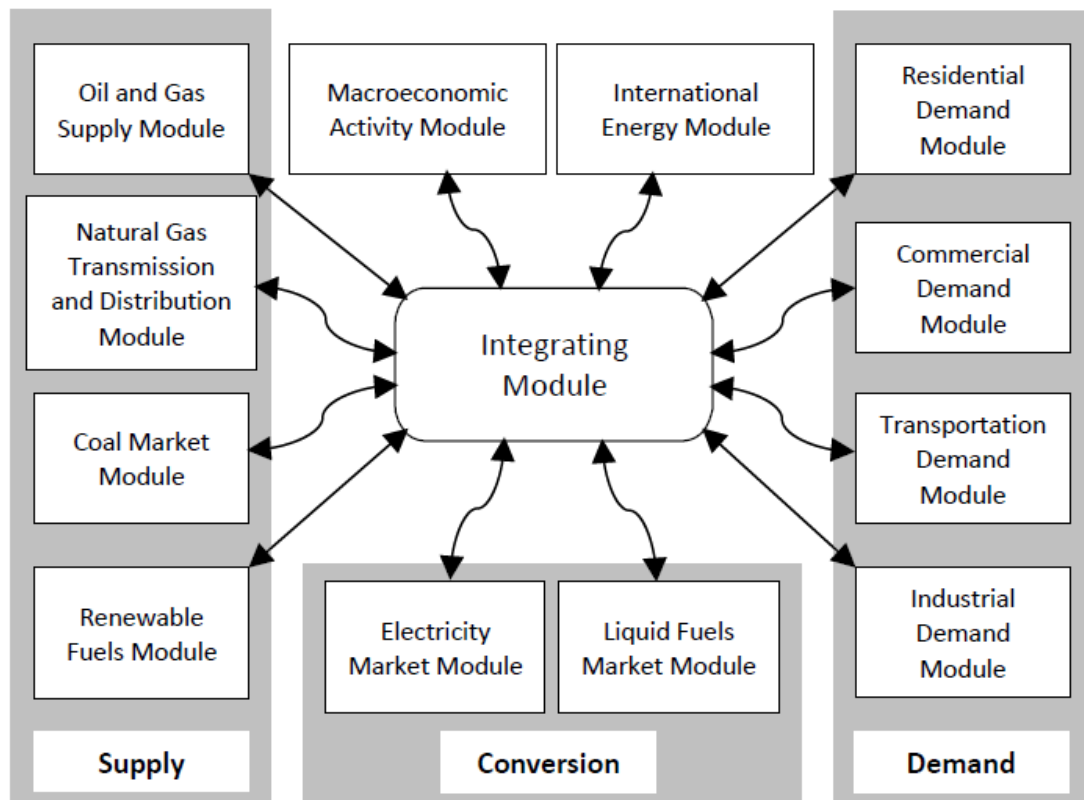 Oil and Gas
Supply Module
Macroeconomic
Activity Module
International
Energy Module
Residential
Demand
Module
Natural Gas
Transmission
and Distribution
Module
Commercial
Demand
Module
Integrating
Module
Coal Market
Module
Transportation
Demand
Module
Renewable
Fuels Module
Electricity
Market Module
Liquid Fuels
Market Module
Industrial
Demand
Module
Supply
Conversion
Demand